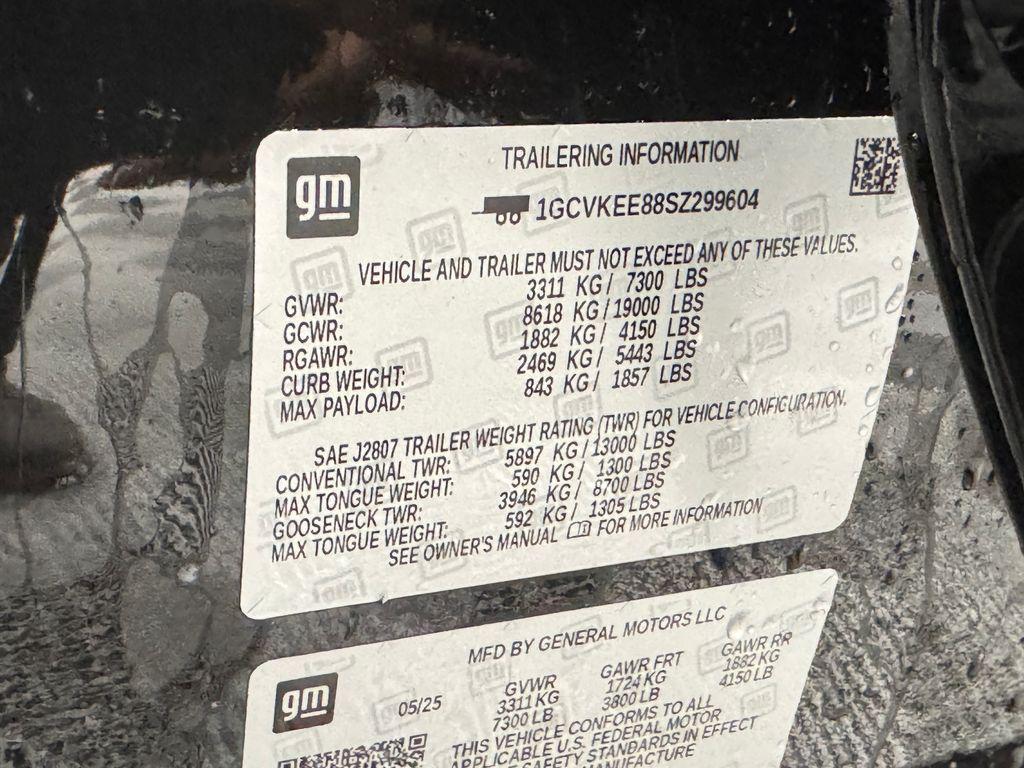 gm
TRAILERING INFORMATION
1GCVKEE88SZ299604
VEHICLE AND TRAILER MUST NOT EXCEED ANY OF THESE VALUES.
GVWR: 3311 KG / 7300 LBS
GCWR: 8618 KG / 19000 LBS
RGAWR: 1882 KG / 4150 LBS
CURB WEIGHT: 2469 KG / 5443 LBS
MAX PAYLOAD: 843 KG / 1857 LBS
SAE J2807 TRAILER WEIGHT RATING (TWR) FOR VEHICLE CONFIGURATION.
CONVENTIONAL TWR: 5897 KG / 13000 LBS
MAX TONGUE WEIGHT: 590 KG / 1300 LBS
GOOSENECK TWR: 3946 KG / 8700 LBS
MAX TONGUE WEIGHT: 592 KG / 1305 LBS
SEE OWNER'S MANUAL FOR MORE INFORMATION
MFD BY GENERAL MOTORS LLC
gm
05/25
GVWR GAWR FRT GAWR RR
3311 KG 1724 KG 1882 KG
7300 LB 3800 LB 4150 LB
THIS VEHICLE CONFORMS TO ALL
APPLICABLE U.S. FEDERAL MOTOR
SAFETY STANDARDS IN EFFECT
MANUFACTURE